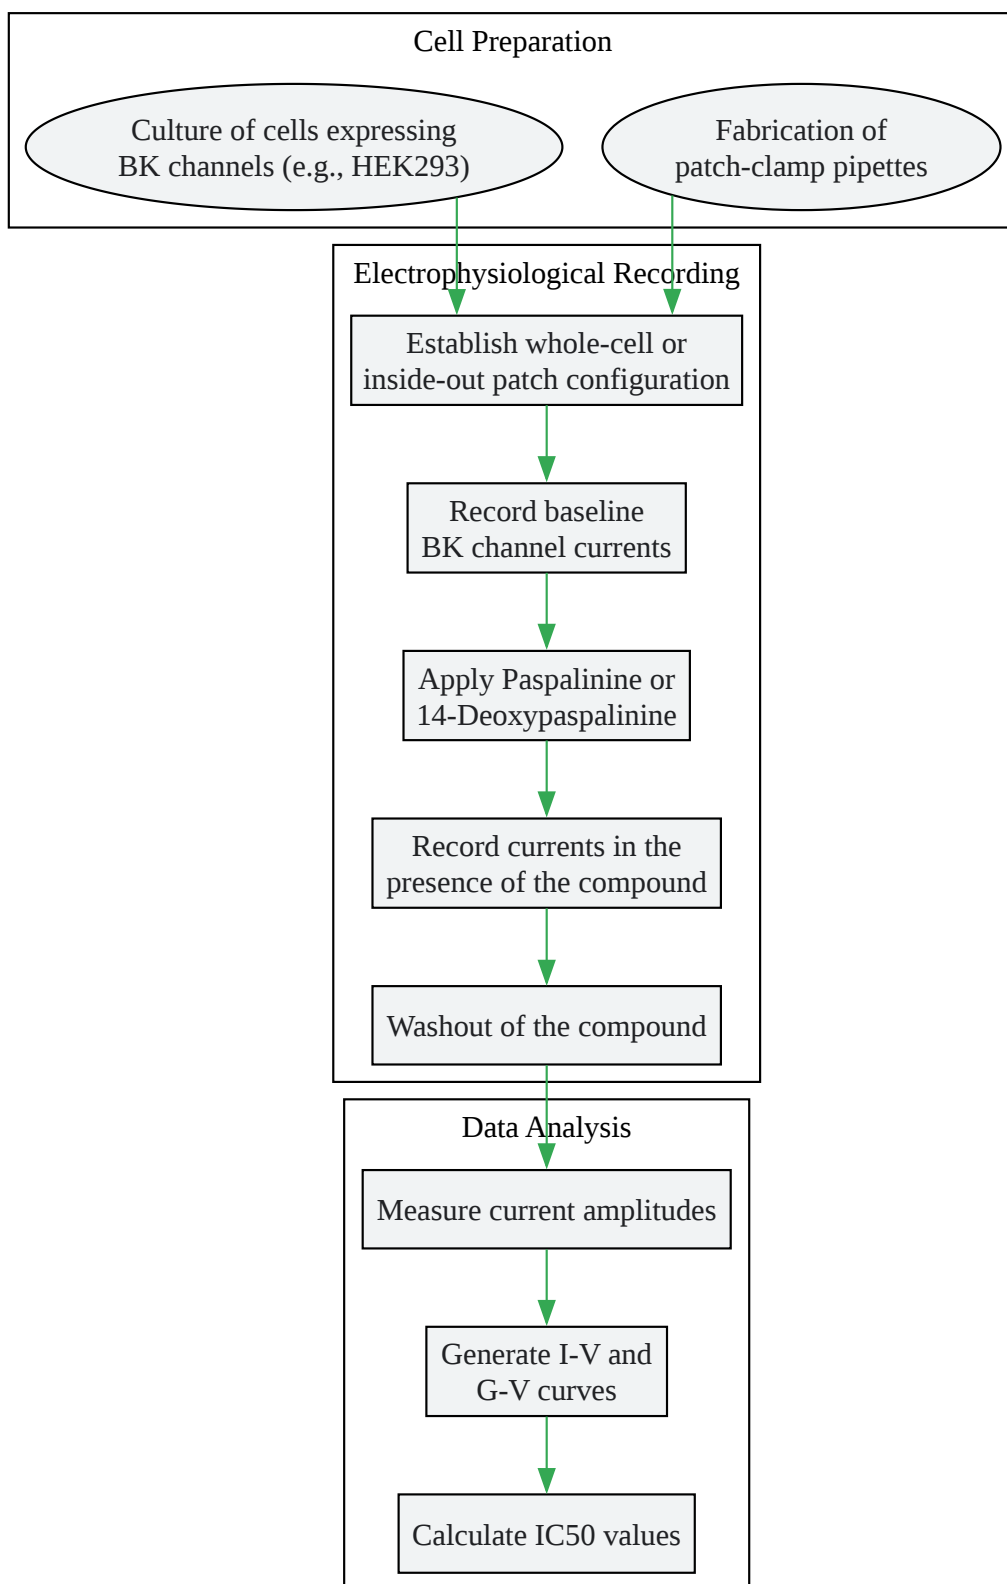 Cell Preparation
Culture of cells expressing
BK channels (e.g., HEK293)
Fabrication of
patch-clamp pipettes
Electrophysiological Recording
Establish whole-cell or
inside-out patch configuration
Record baseline
BK channel currents
Apply Paspalinine or
14-Deoxypaspalinine
Record currents in the
presence of the compound
Washout of the compound
Data Analysis
Measure current amplitudes
Generate I-V and
G-V curves
Calculate IC50 values